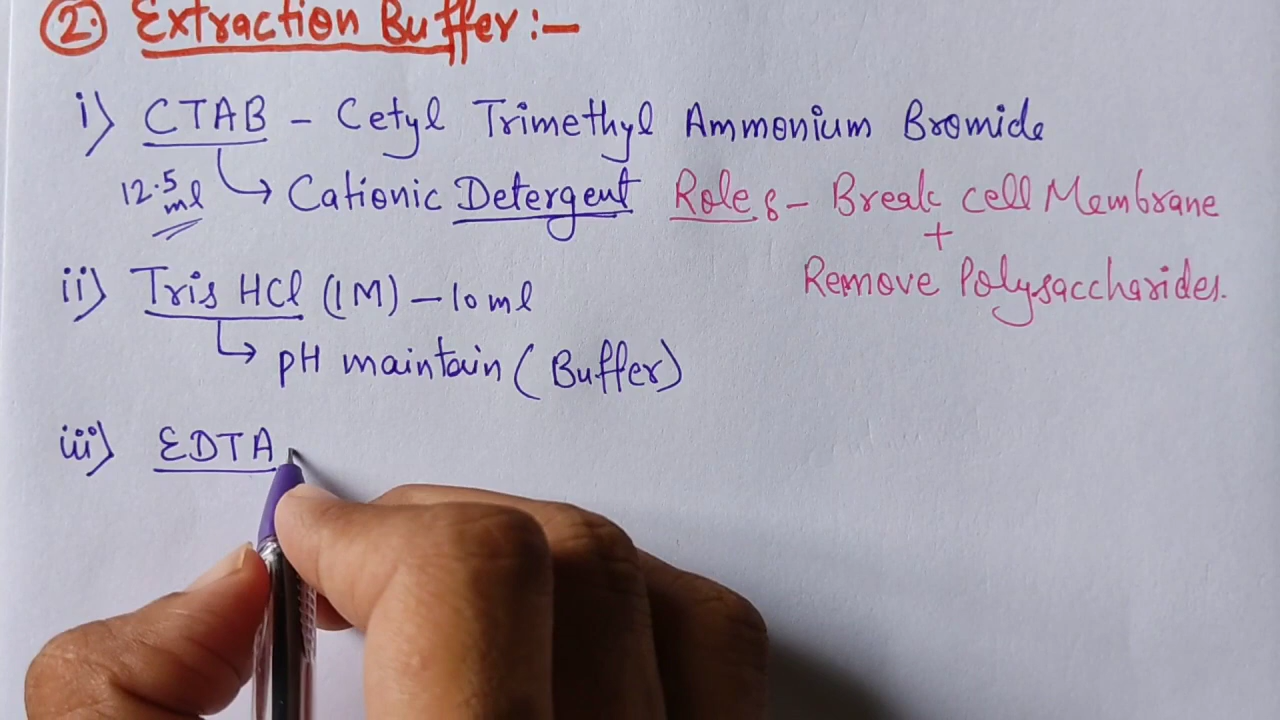 2. Extraction Buffer :-
i) CTAB - Cetyl Trimethyl Ammonium Bromide
12.5 ml → Cationic Detergent Role :- Break cell Membrane
+
Remove Polysaccharides.
ii) Tris HCl (1M) - 10 ml
→ pH maintain (Buffer)
iii) EDTA